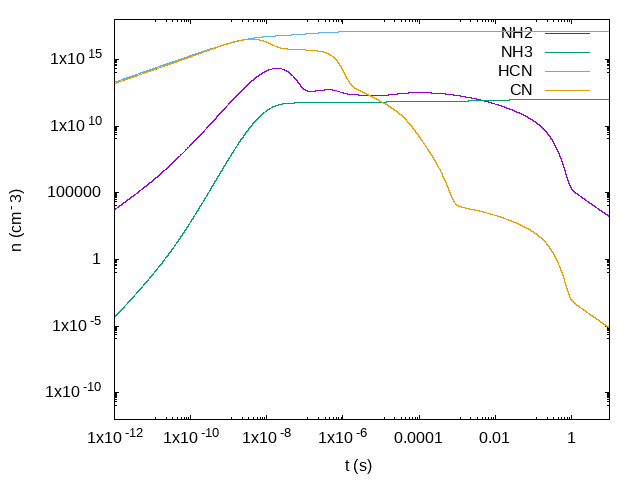 NH2
NH3
HCN
CN
1x10^15
1x10^10
100000
1
1x10^-5
1x10^-10
n (cm^-3)
1x10^-12 1x10^-10 1x10^-8 1x10^-6 0.0001 0.01 1
t (s)